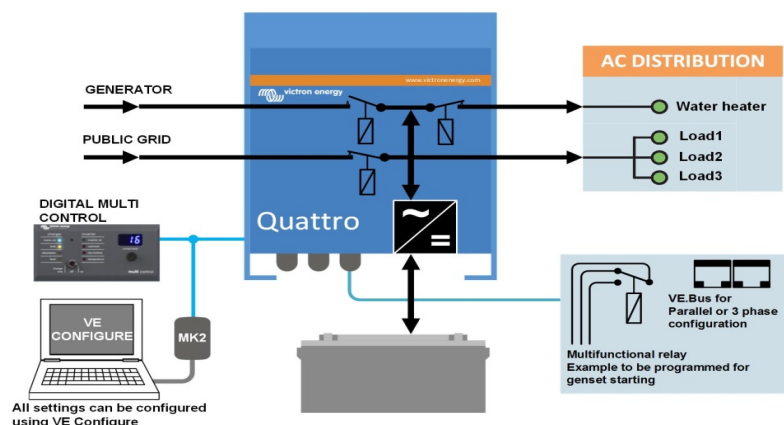 victron energy
www.victronenergy.com
AC DISTRIBUTION
GENERATOR
Water heater
PUBLIC GRID
Load1
Load2
Load3
DIGITAL MULTI
CONTROL
16
Quattro
VE
CONFIGURE
MK2
All settings can be configured
using VE Configure
VE.Bus for
Parallel or 3 phase
configuration
Multifunctional relay
Example to be programmed for
genset starting